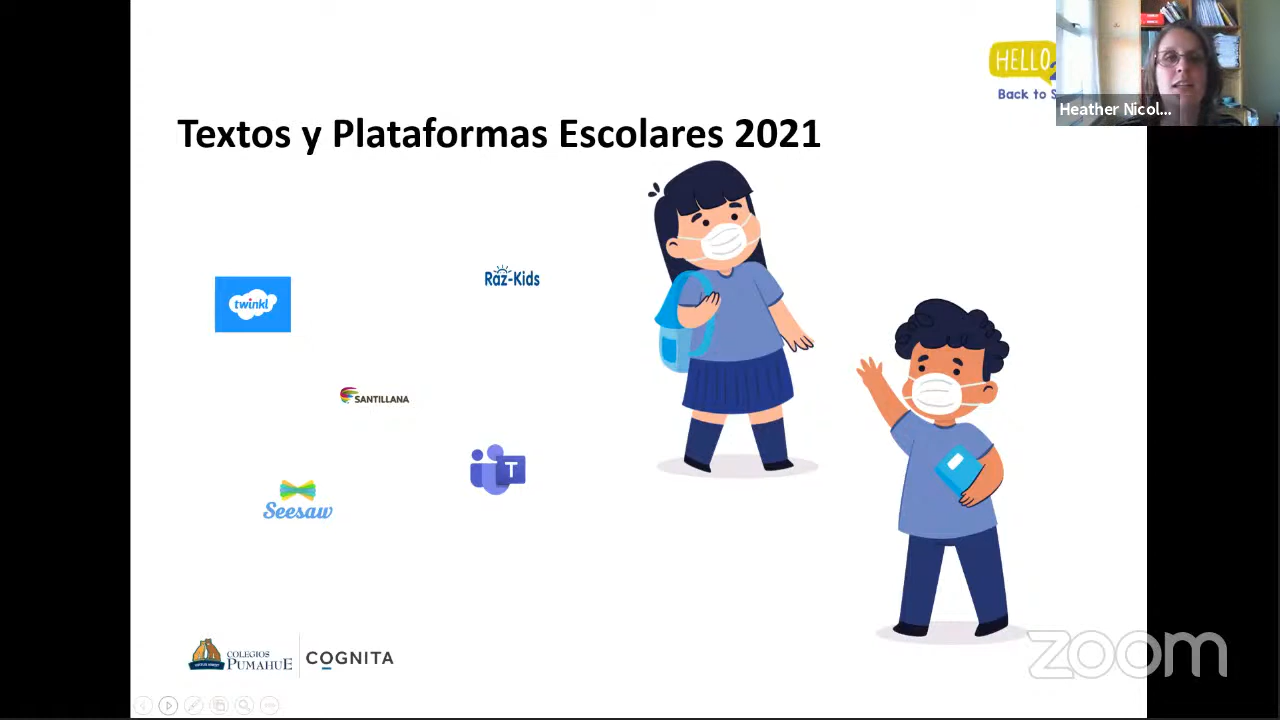 HELLO
Back to S
Heather Nicol...
Textos y Plataformas Escolares 2021
Raz-Kids
twinkl
SANTILLANA
T
Seesaw
COLEGIOS
PUMAHUE
COGNITA
zoom